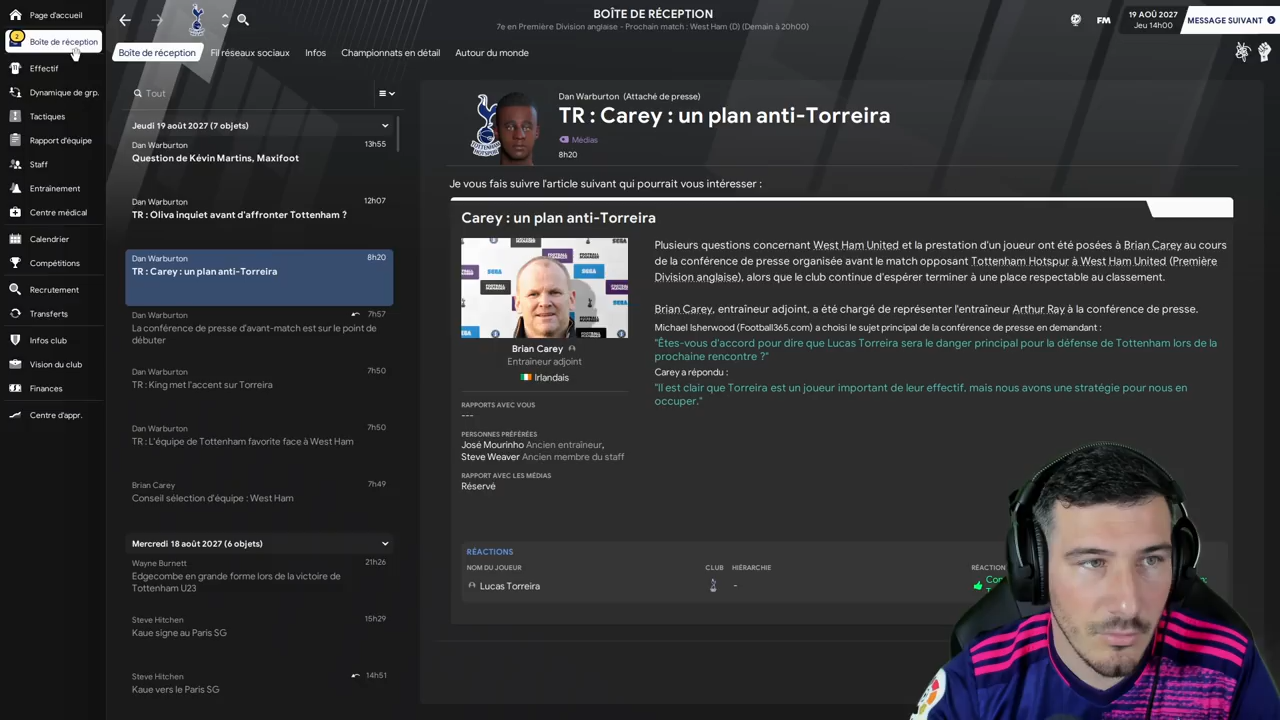 Page d'accueil
2
Boîte de réception
Effectif
Dynamique de grp.
Tactiques
Rapport d'équipe
Staff
Entraînement
Centre médical
Calendrier
Compétitions
Recrutement
Transferts
Infos club
Vision du club
Finances
Centre d'appr.
BOÎTE DE RÉCEPTION
7e en Première Division anglaise - Prochain match : West Ham (D) (Demain à 20h00)
FM
19 AOÛ 2027
Jeu 14h00
MESSAGE SUIVANT
Boîte de réception
Fil réseaux sociaux
Infos
Championnats en détail
Autour du monde
Tout
Jeudi 19 août 2027 (7 objets)
Dan Warburton 13h55
Question de Kévin Martins, Maxifoot
Dan Warburton 12h07
TR : Oliva inquiet avant d'affronter Tottenham ?
Dan Warburton 8h20
TR : Carey : un plan anti-Torreira
Dan Warburton 7h57
La conférence de presse d'avant-match est sur le point de
débuter
Dan Warburton 7h50
TR : King met l'accent sur Torreira
Dan Warburton 7h50
TR : L'équipe de Tottenham favorite face à West Ham
Brian Carey 7h49
Conseil sélection d'équipe : West Ham
Mercredi 18 août 2027 (6 objets)
Wayne Burnett 21h26
Edgecombe en grande forme lors de la victoire de
Tottenham U23
Steve Hitchen 15h29
Kaue signe au Paris SG
Steve Hitchen 14h51
Kaue vers le Paris SG
Dan Warburton (Attaché de presse)
TR : Carey : un plan anti-Torreira
Médias
8h20
Je vous fais suivre l'article suivant qui pourrait vous intéresser :
Carey : un plan anti-Torreira
Brian Carey
Entraîneur adjoint
Irlandais
RAPPORTS AVEC VOUS
---
PERSONNES PRÉFÉRÉES
José Mourinho Ancien entraîneur,
Steve Weaver Ancien membre du staff
RAPPORT AVEC LES MÉDIAS
Réservé
Plusieurs questions concernant West Ham United et la prestation d'un joueur ont été posées à Brian Carey au cours
de la conférence de presse organisée avant le match opposant Tottenham Hotspur à West Ham United (Première
Division anglaise), alors que le club continue d'espérer terminer à une place respectable au classement.
Brian Carey, entraîneur adjoint, a été chargé de représenter l'entraîneur Arthur Ray à la conférence de presse.
Michael Isherwood (Football365.com) a choisi le sujet principal de la conférence de presse en demandant :
"Êtes-vous d'accord pour dire que Lucas Torreira sera le danger principal pour la défense de Tottenham lors de la
prochaine rencontre ?"
Carey a répondu :
"Il est clair que Torreira est un joueur important de leur effectif, mais nous avons une stratégie pour nous en
occuper."
RÉACTIONS
NOM DU JOUEUR CLUB HIÉRARCHIE RÉACTION
Lucas Torreira -